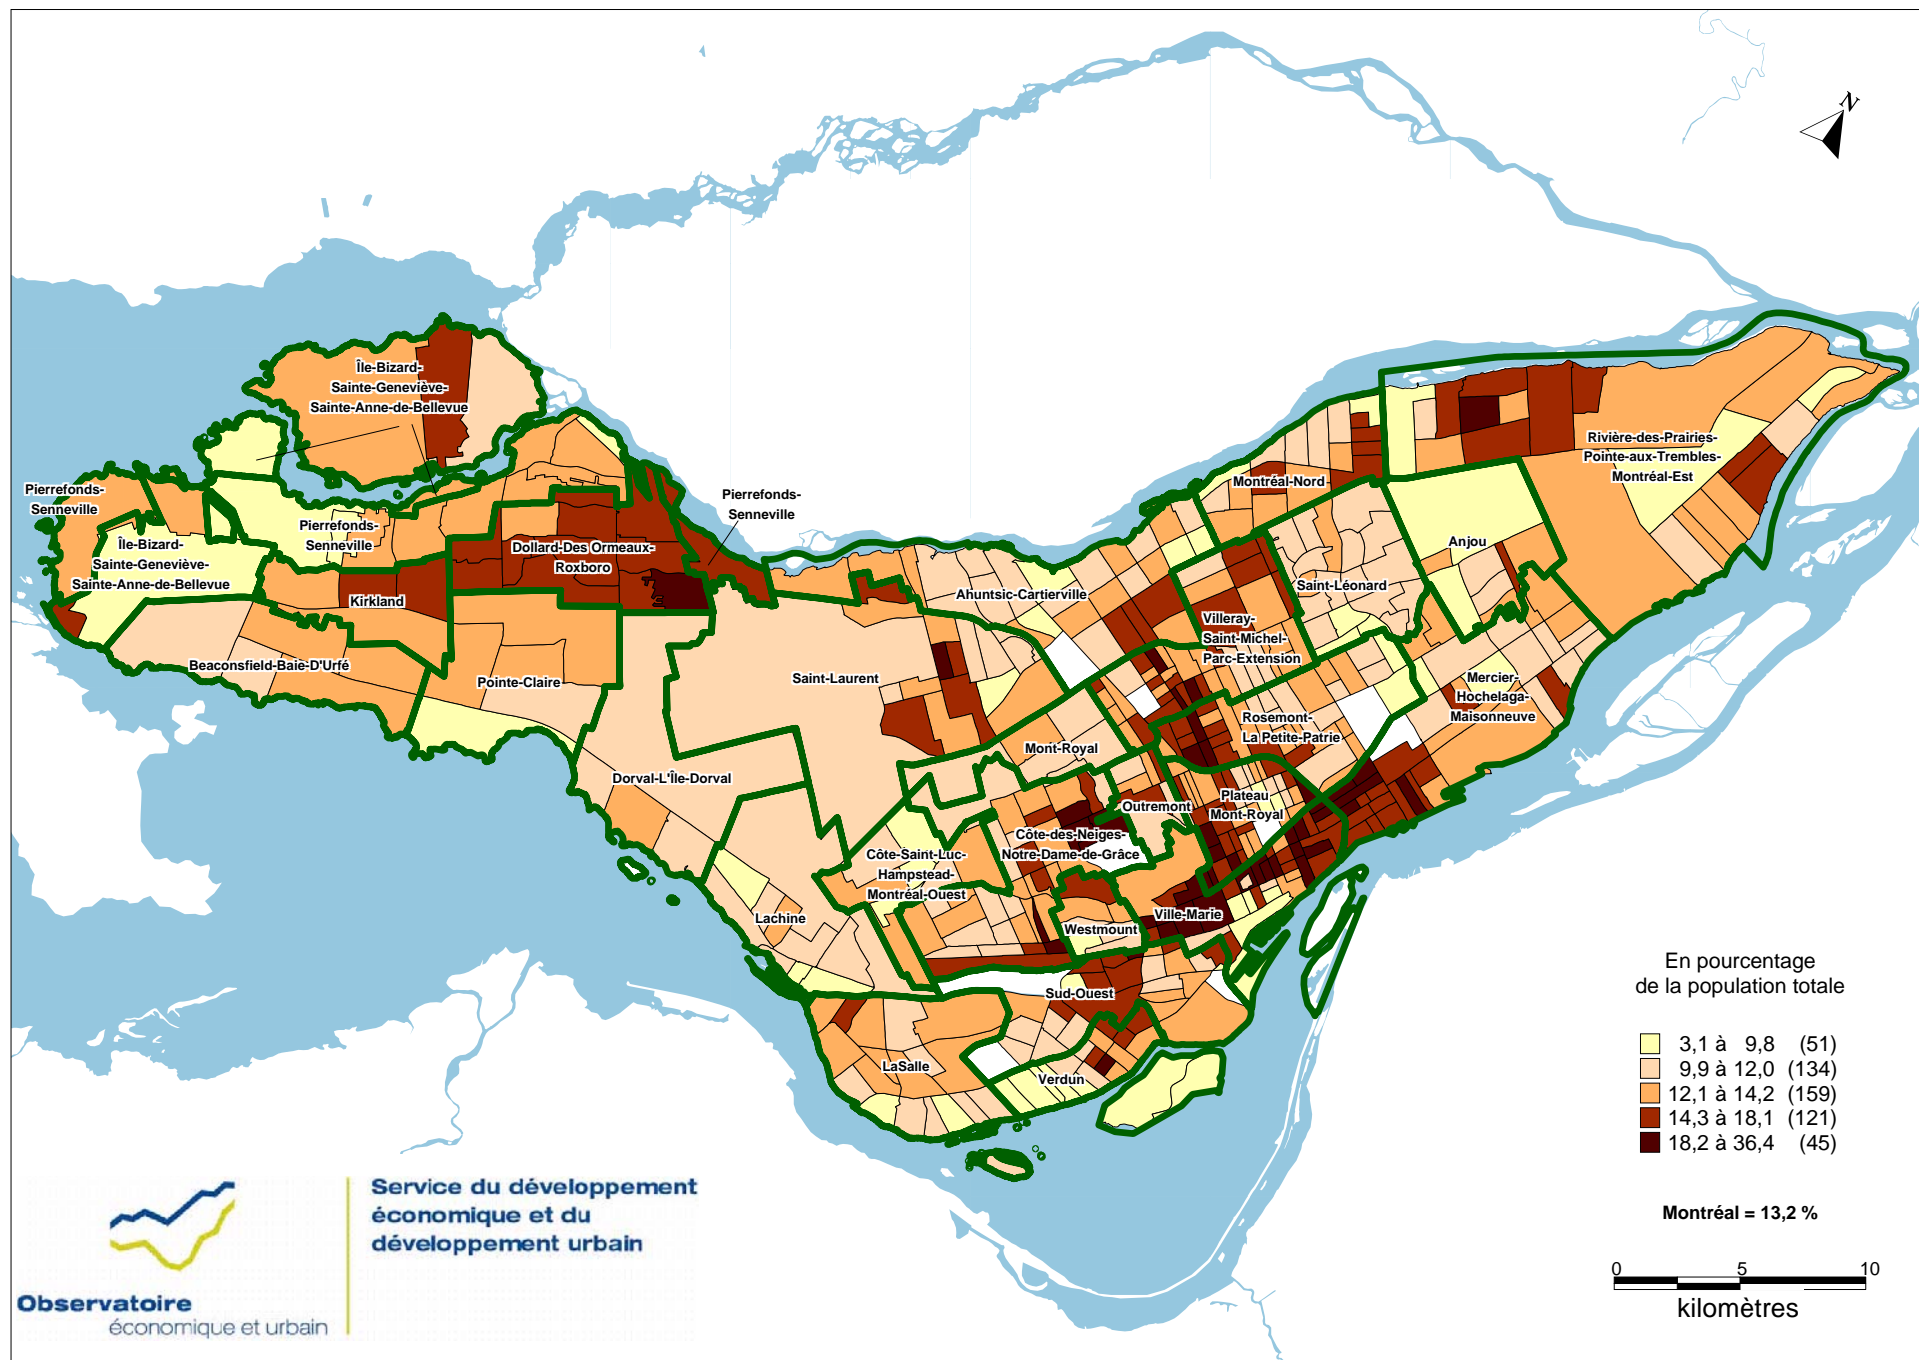 N
Île-Bizard-
Sainte-Geneviève-
Sainte-Anne-de-Bellevue
Pierrefonds-
Senneville
Pierrefonds-
Senneville
Pierrefonds-
Senneville
Île-Bizard-
Sainte-Geneviève-
Sainte-Anne-de-Bellevue
Dollard-Des Ormeaux-
Roxboro
Kirkland
Beaconsfield-Baie-D'Urfé
Pointe-Claire
Dorval-L'Île-Dorval
Saint-Laurent
Ahuntsic-Cartierville
Montréal-Nord
Rivière-des-Prairies-
Pointe-aux-Trembles-
Montréal-Est
Anjou
Saint-Léonard
Villeray-
Saint-Michel-
Parc-Extension
Mercier-
Hochelaga-
Maisonneuve
Rosemont-
La Petite-Patrie
Mont-Royal
Outremont
Plateau
Mont-Royal
Côte-des-Neiges-
Notre-Dame-de-Grâce
Côte-Saint-Luc-
Hampstead-
Montréal-Ouest
Lachine
Westmount
Ville-Marie
Sud-Ouest
LaSalle
Verdun
En pourcentage
de la population totale
3,1 à 9,8 (51)
9,9 à 12,0 (134)
12,1 à 14,2 (159)
14,3 à 18,1 (121)
18,2 à 36,4 (45)
Montréal = 13,2 %
0 5 10
kilomètres
Service du développement
économique et du
développement urbain
Observatoire
économique et urbain